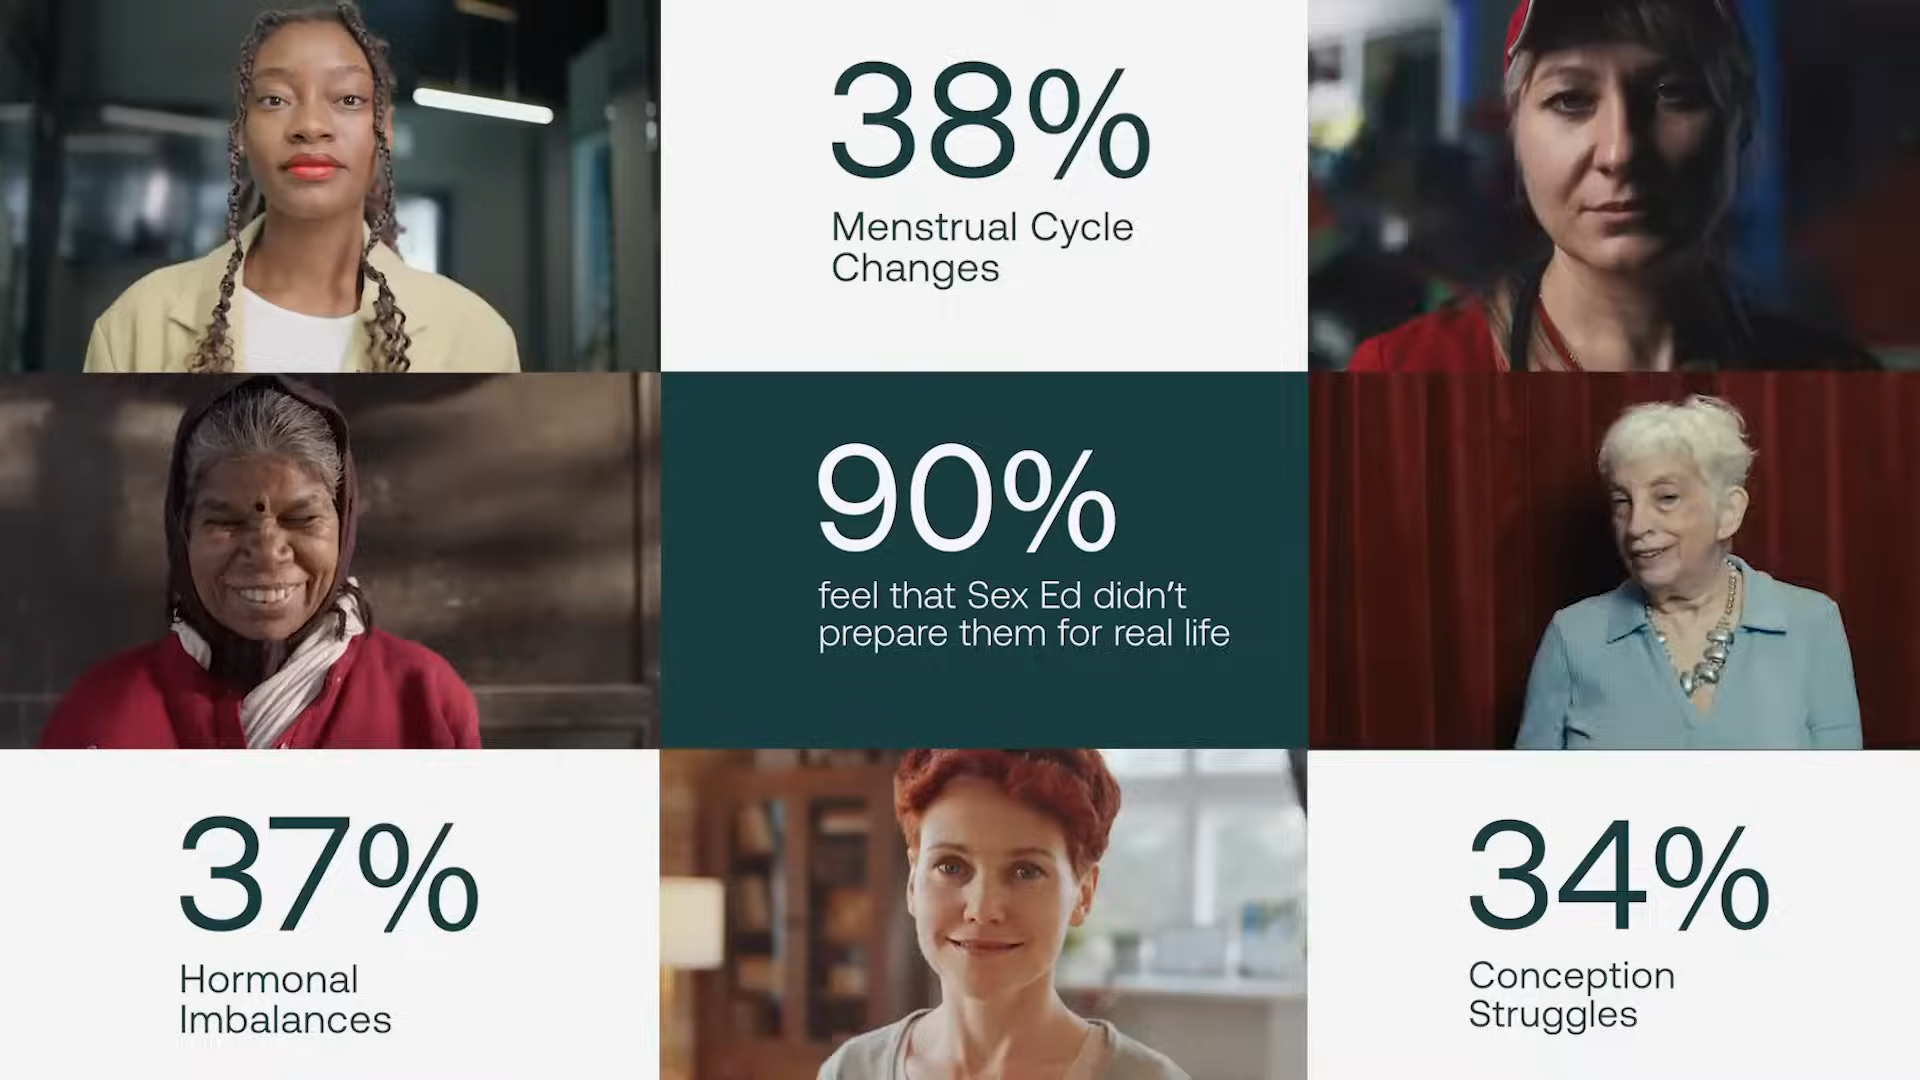 38%
Menstrual Cycle
Changes
90%
feel that Sex Ed didn’t
prepare them for real life
37%
Hormonal
Imbalances
34%
Conception
Struggles